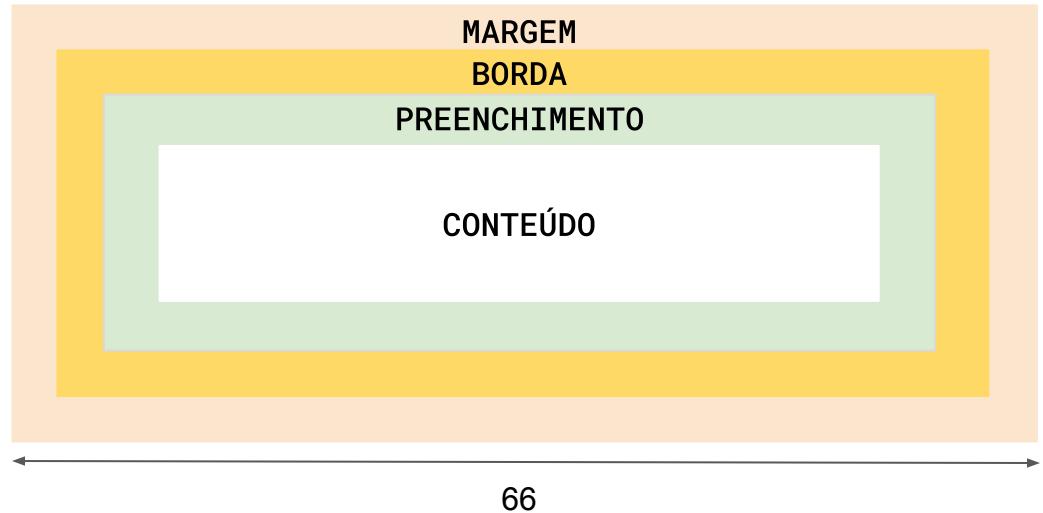 MARGEM
BORDA
PREENCHIMENTO
CONTEÚDO
66